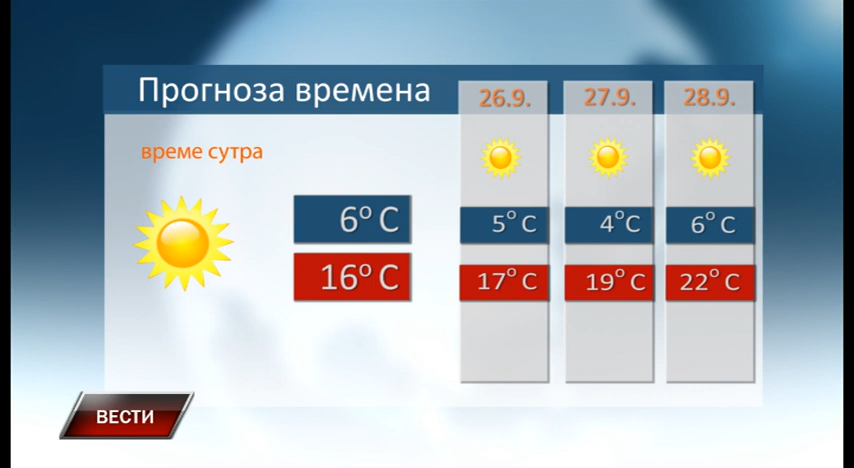 Прогноза времена
време сутра
6° C
16° C
26.9. 27.9. 28.9.
5° C 4°C 6° C
17° C 19° C 22° C
ВЕСТИ